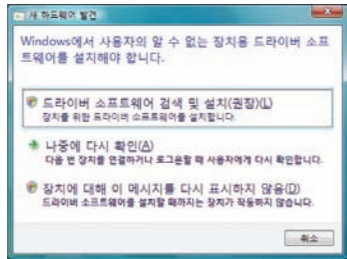 새 하드웨어 발견
Windows에서 사용자의 알 수 없는 장치용 드라이버 소프
트웨어를 설치해야 합니다.
드라이버 소프트웨어 검색 및 설치(권장)(L)
장치를 위한 드라이버 소프트웨어를 설치합니다.
나중에 다시 확인(A)
다음 번 장치를 연결하거나 로그온할 때 사용자에게 다시 확인합니다.
장치에 대해 이 메시지를 다시 표시하지 않음(D)
드라이버 소프트웨어를 설치할 때까지는 장치가 작동하지 않습니다.
취소